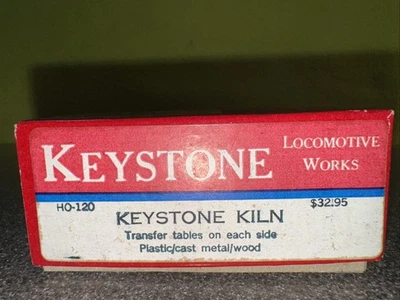 KEYSTONE LOCOMOTIVE WORKS
HO-120 $32.95
KEYSTONE KILN
Transfer tables on each side
Plastic/cast metal/wood